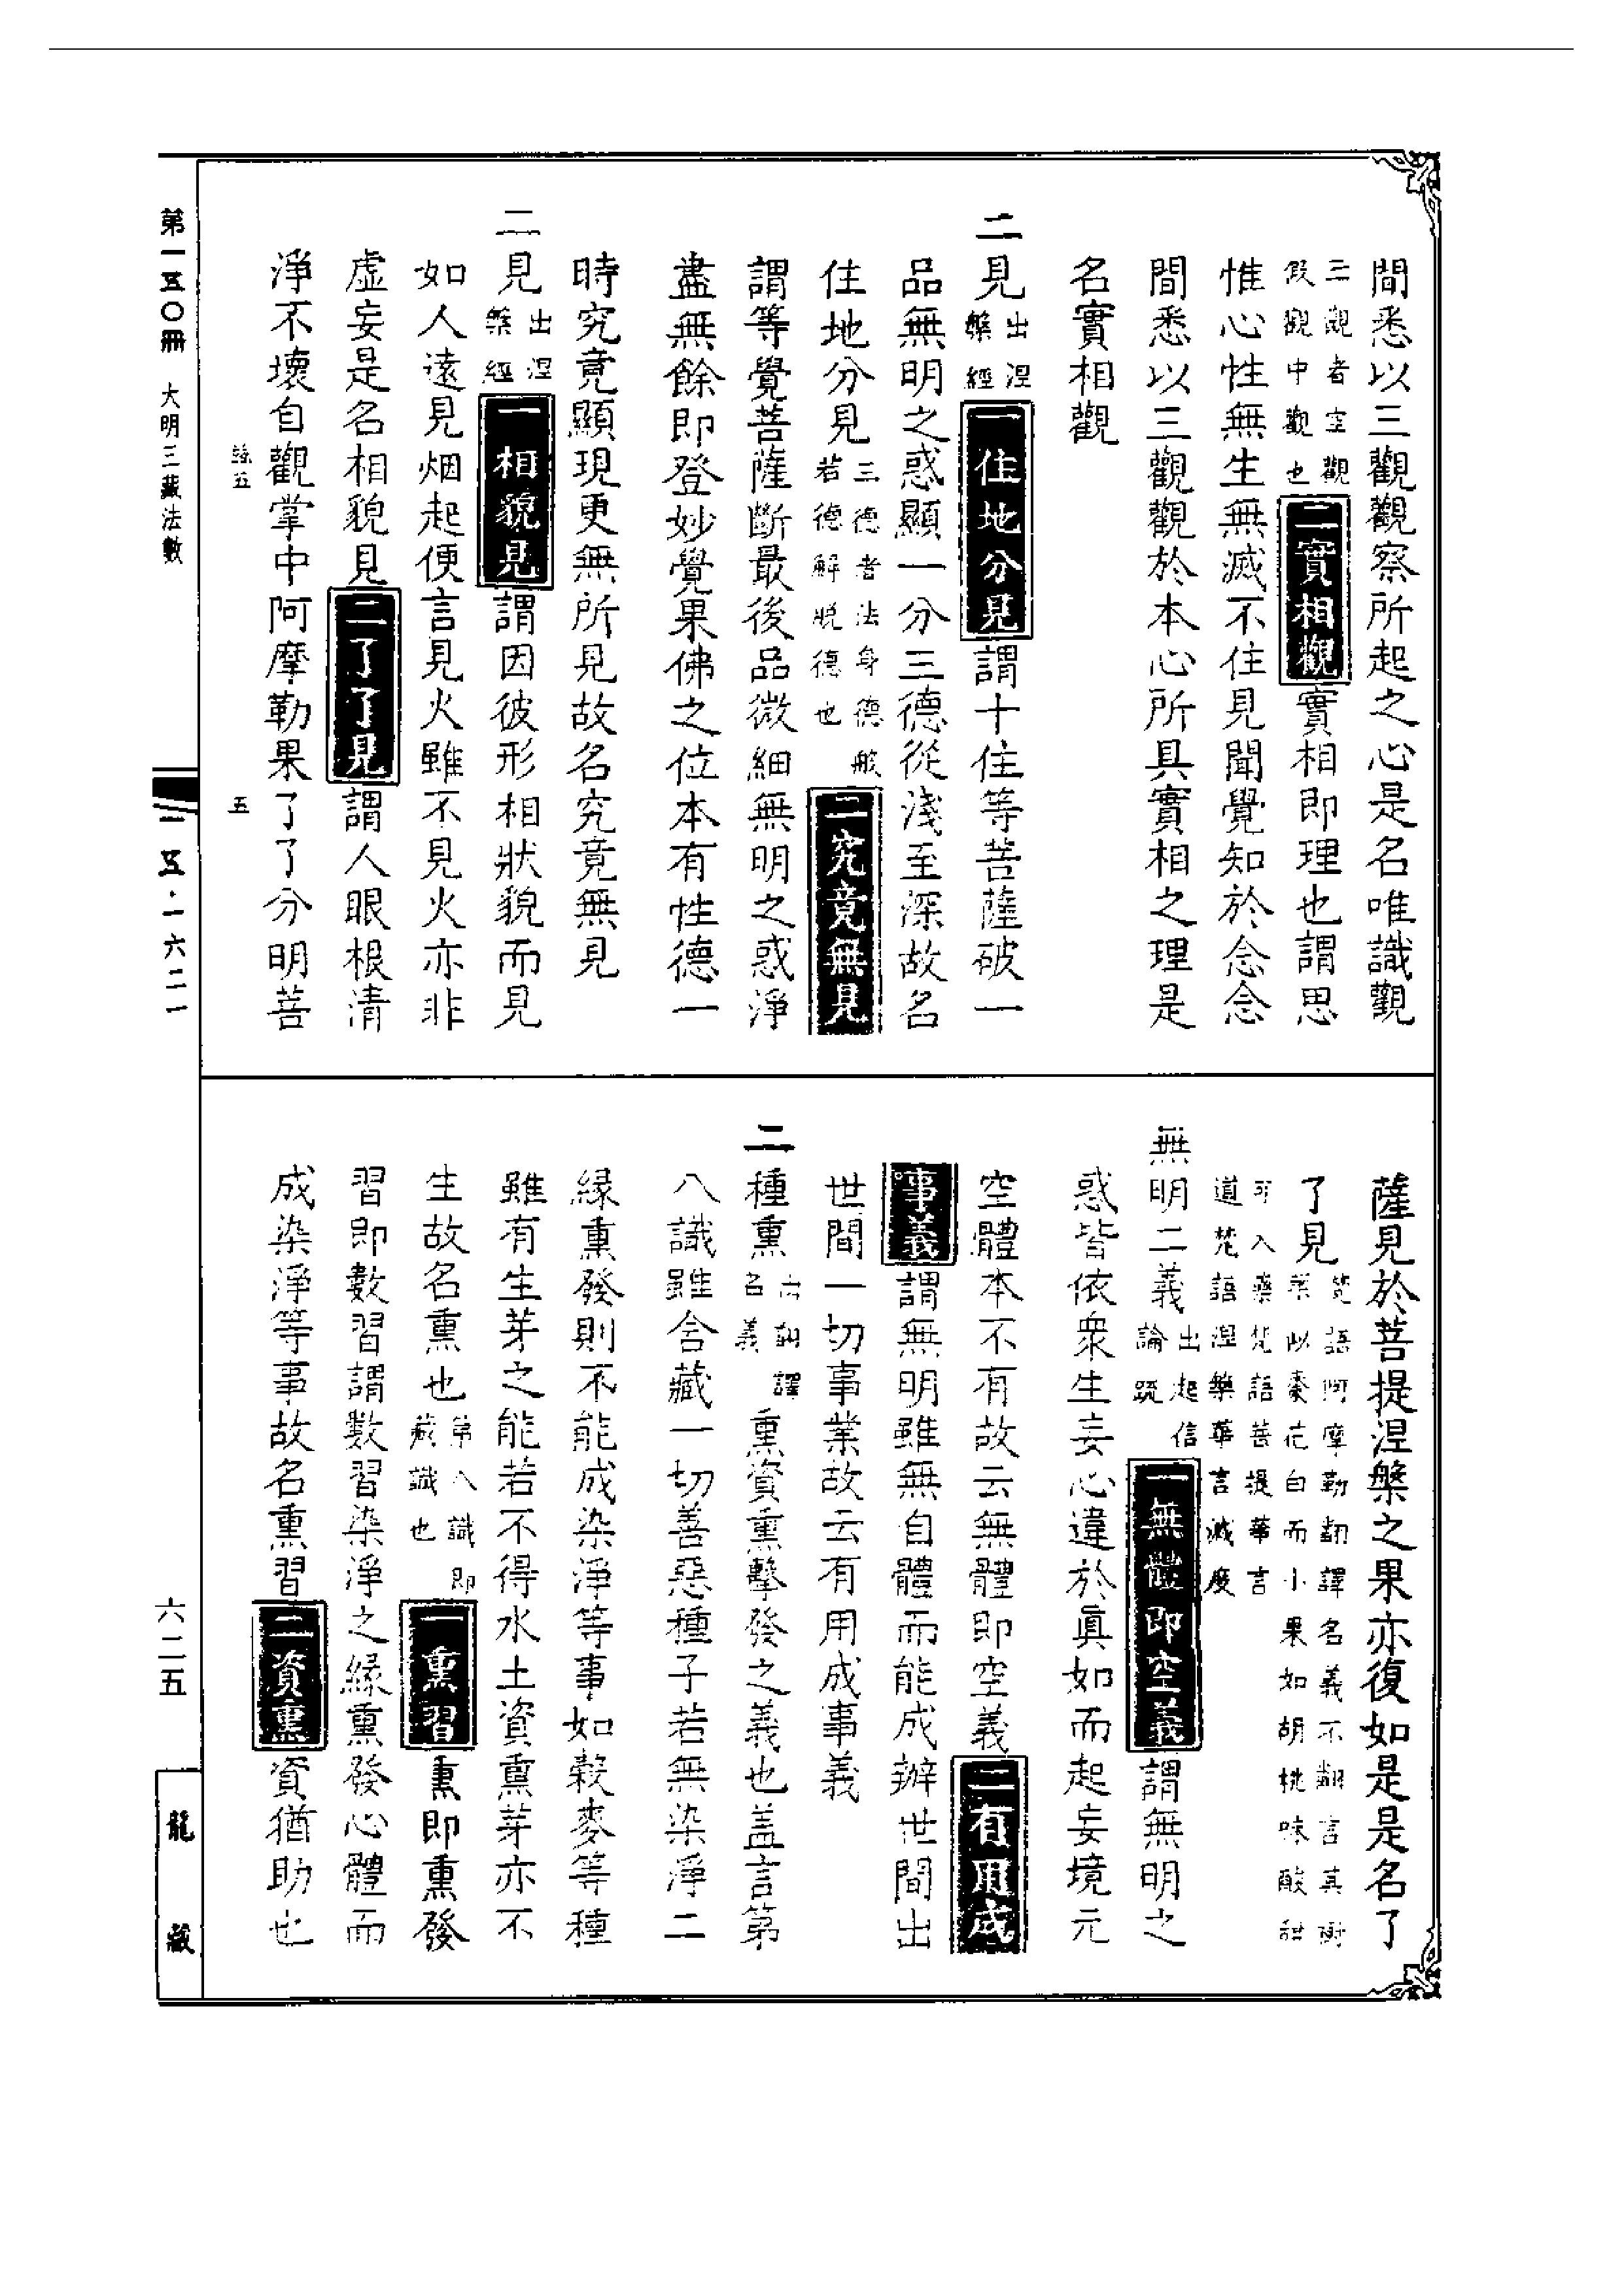 間悉以三觀觀察所起之心是名唯識觀
三觀者空觀
假觀中觀也
二實相觀實相即理也謂思
惟心性無生無滅不住見聞覺知於念念
間悉以三觀觀於本心所具實相之理是
名實相觀
二見
出涅
槃經
一住地分見謂十住等菩薩破一
品無明之惑顯一分三德從淺至深故名
住地分見
三德者法身德般
若德解脫德也
二究竟無見
謂等覺菩薩斷最後品微細無明之惑淨
盡無餘即登妙覺果佛之位本有性德一
時究竟顯現更無所見故名究竟無見
二見
出涅
槃經
一相貌見謂因彼形相狀貌而見
如人遠見烟起便言見火雖不見火亦非
虛妄是名相貌見二了了見謂人眼根清
淨不壞自觀掌中阿摩勒果了了分明菩
薩見於菩提涅槃之果亦復如是是名了
了見
梵語阿摩勒翻譯名義不翻言其樹
葉似棗花白而小果如胡桃味酸甜
可入藥梵語菩提華言
道梵語涅槃華言滅度
無明二義
出起信
論疏
一無體即空義謂無明之
惑皆依眾生妄心違於真如而起妄境元
空體本不有故云無體即空義二有用成
事義謂無明雖無自體而能成辦世間出
世間一切事業故云有用成事義
二種熏
出翻譯
名義
熏資熏擊發之義也盖言第
八識雖含藏一切善惡種子若無染淨二
緣熏發則不能成染淨等事如穀麥等種
雖有生芽之能若不得水土資熏芽亦不
生故名熏也
第八識即
藏識也
一熏習熏即熏發
習即數習謂數習染淨之緣熏發心體而
成染淨等事故名熏習二資熏資猶助也
第一五〇冊 大明三藏法數
五
一五·一六二一
六二五
龍藏